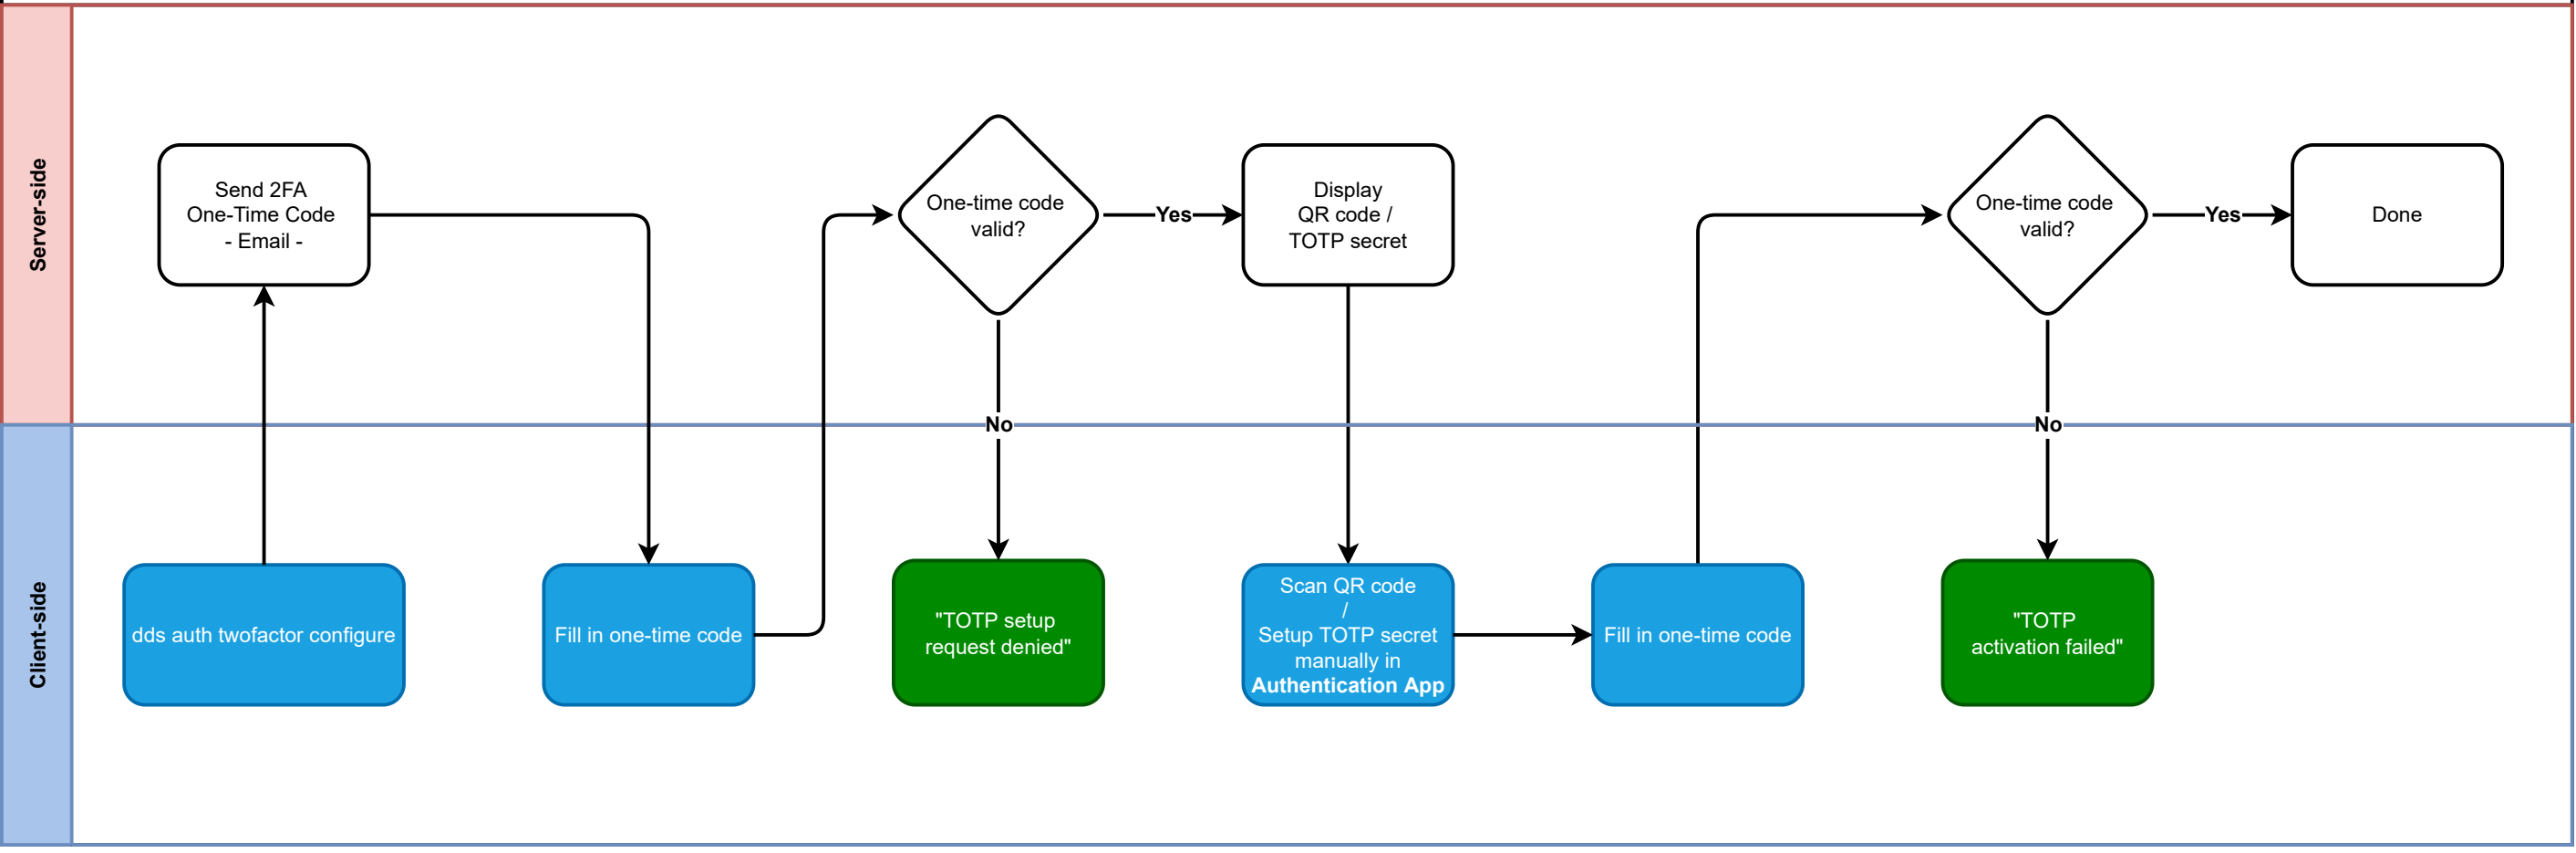 Server-side
Send 2FA
One-Time Code
- Email -
One-time code
valid?
Yes
Display
QR code /
TOTP secret
One-time code
valid?
Yes
Done
No
No
Client-side
dds auth twofactor configure
Fill in one-time code
"TOTP setup
request denied"
Scan QR code
/
Setup TOTP secret
manually in
Authentication App
Fill in one-time code
"TOTP
activation failed"